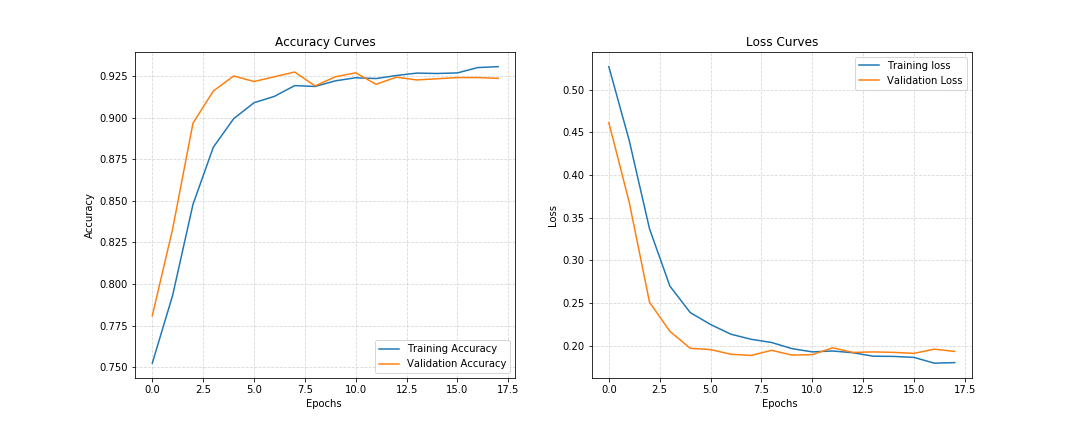 Accuracy Curves
Accuracy
0.925
0.900
0.875
0.850
0.825
0.800
0.775
0.750
0.0 2.5 5.0 7.5 10.0 12.5 15.0 17.5
Epochs
Training Accuracy
Validation Accuracy
Loss Curves
Loss
0.50
0.45
0.40
0.35
0.30
0.25
0.20
0.0 2.5 5.0 7.5 10.0 12.5 15.0 17.5
Epochs
Training loss
Validation Loss